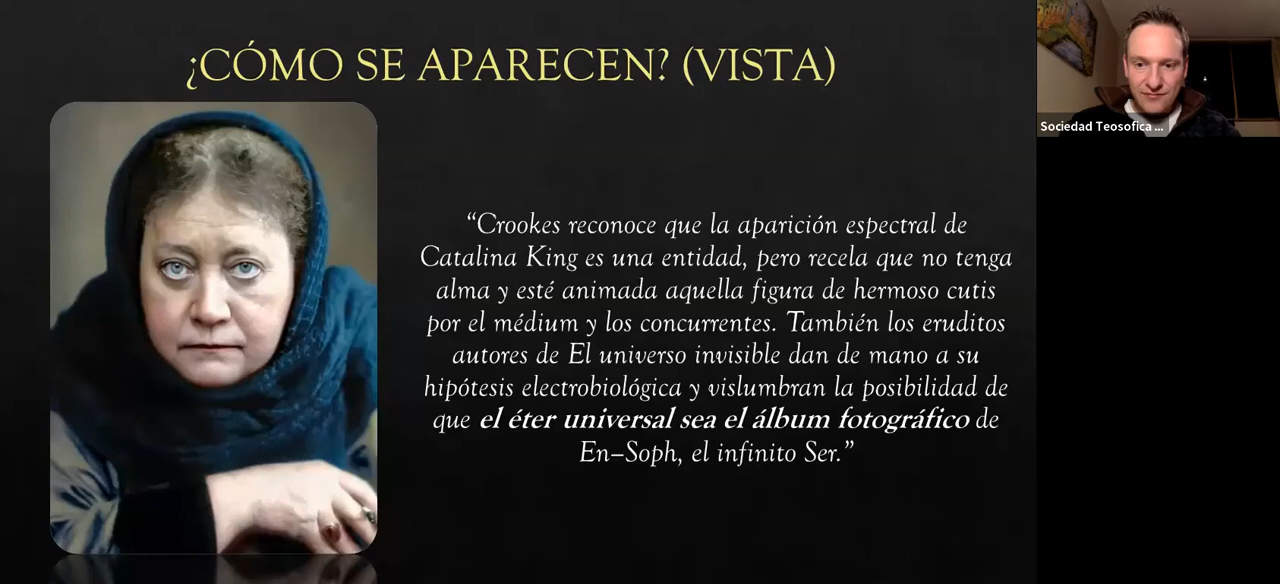 ¿CÓMO SE APARECEN? (VISTA)
“Crookes reconoce que la aparición espectral de
Catalina King es una entidad, pero recela que no tenga
alma y esté animada aquella figura de hermoso cutis
por el médium y los concurrentes. También los eruditos
autores de El universo invisible dan de mano a su
hipótesis electrobiológica y vislumbran la posibilidad de
que el éter universal sea el álbum fotográfico de
En–Soph, el infinito Ser.”
Sociedad Teosofica ...